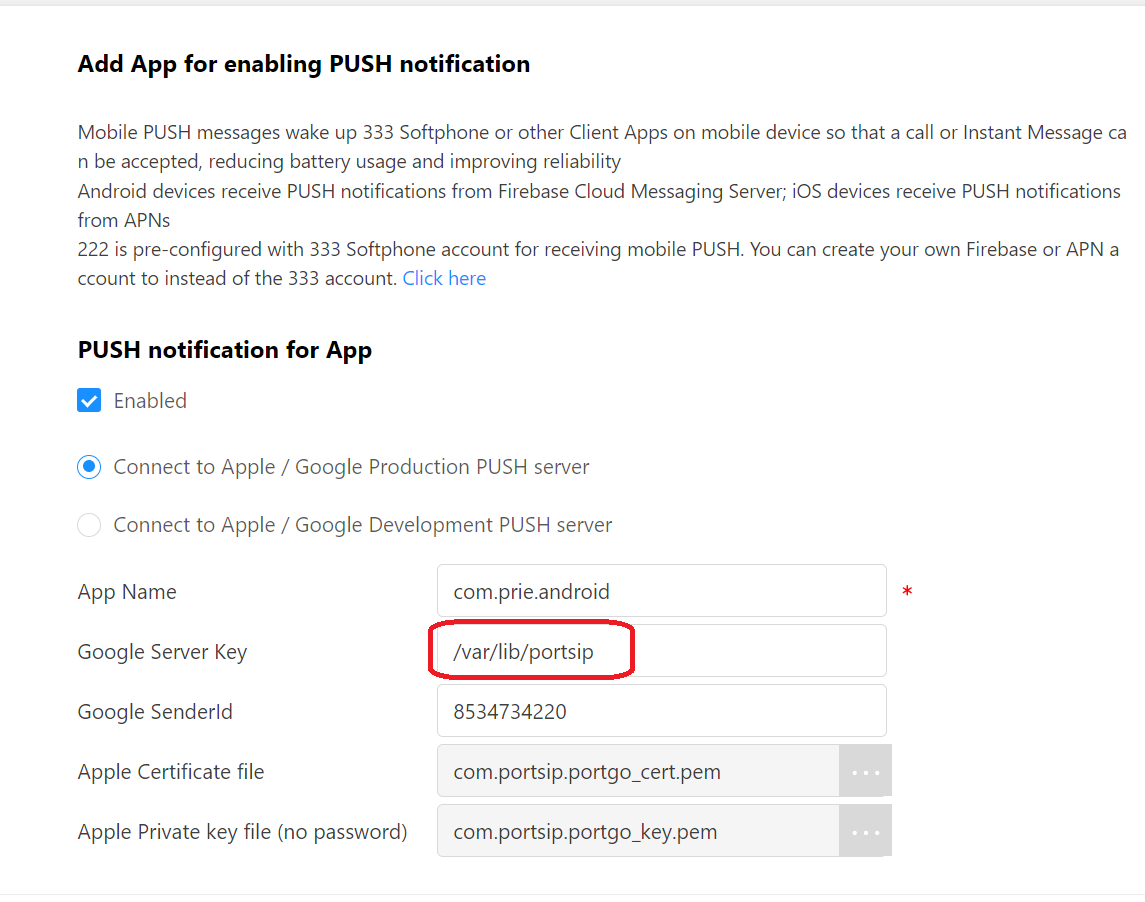 Add App for enabling PUSH notification
Mobile PUSH messages wake up 333 Softphone or other Client Apps on mobile device so that a call or Instant Message ca
n be accepted, reducing battery usage and improving reliability
Android devices receive PUSH notifications from Firebase Cloud Messaging Server; iOS devices receive PUSH notifications
from APNs
222 is pre-configured with 333 Softphone account for receiving mobile PUSH. You can create your own Firebase or APN a
ccount to instead of the 333 account. Click here
PUSH notification for App
Enabled
Connect to Apple / Google Production PUSH server
Connect to Apple / Google Development PUSH server
App Name com.prie.android *
Google Server Key /var/lib/portsip
Google SenderId 8534734220
Apple Certificate file com.portsip.portgo_cert.pem ...
Apple Private key file (no password) com.portsip.portgo_key.pem ...